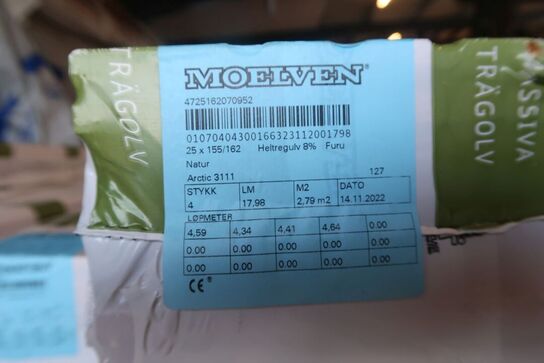 TRÄGOLV
MOELVEN®
4725162070952
01070404300166323112001798
25 x 155/162 Heltregulv 8% Furu
Natur
Arctic 3111 127
STYKK LM M2 DATO
4 17,98 2,79 m2 14.11.2022
LØPMETER
4,59 4,34 4,41 4,64 0.00
0.00 0.00 0.00 0.00 0.00
0.00 0.00 0.00 0.00 0.00
CE
MASSIVA
TRÄGOLV